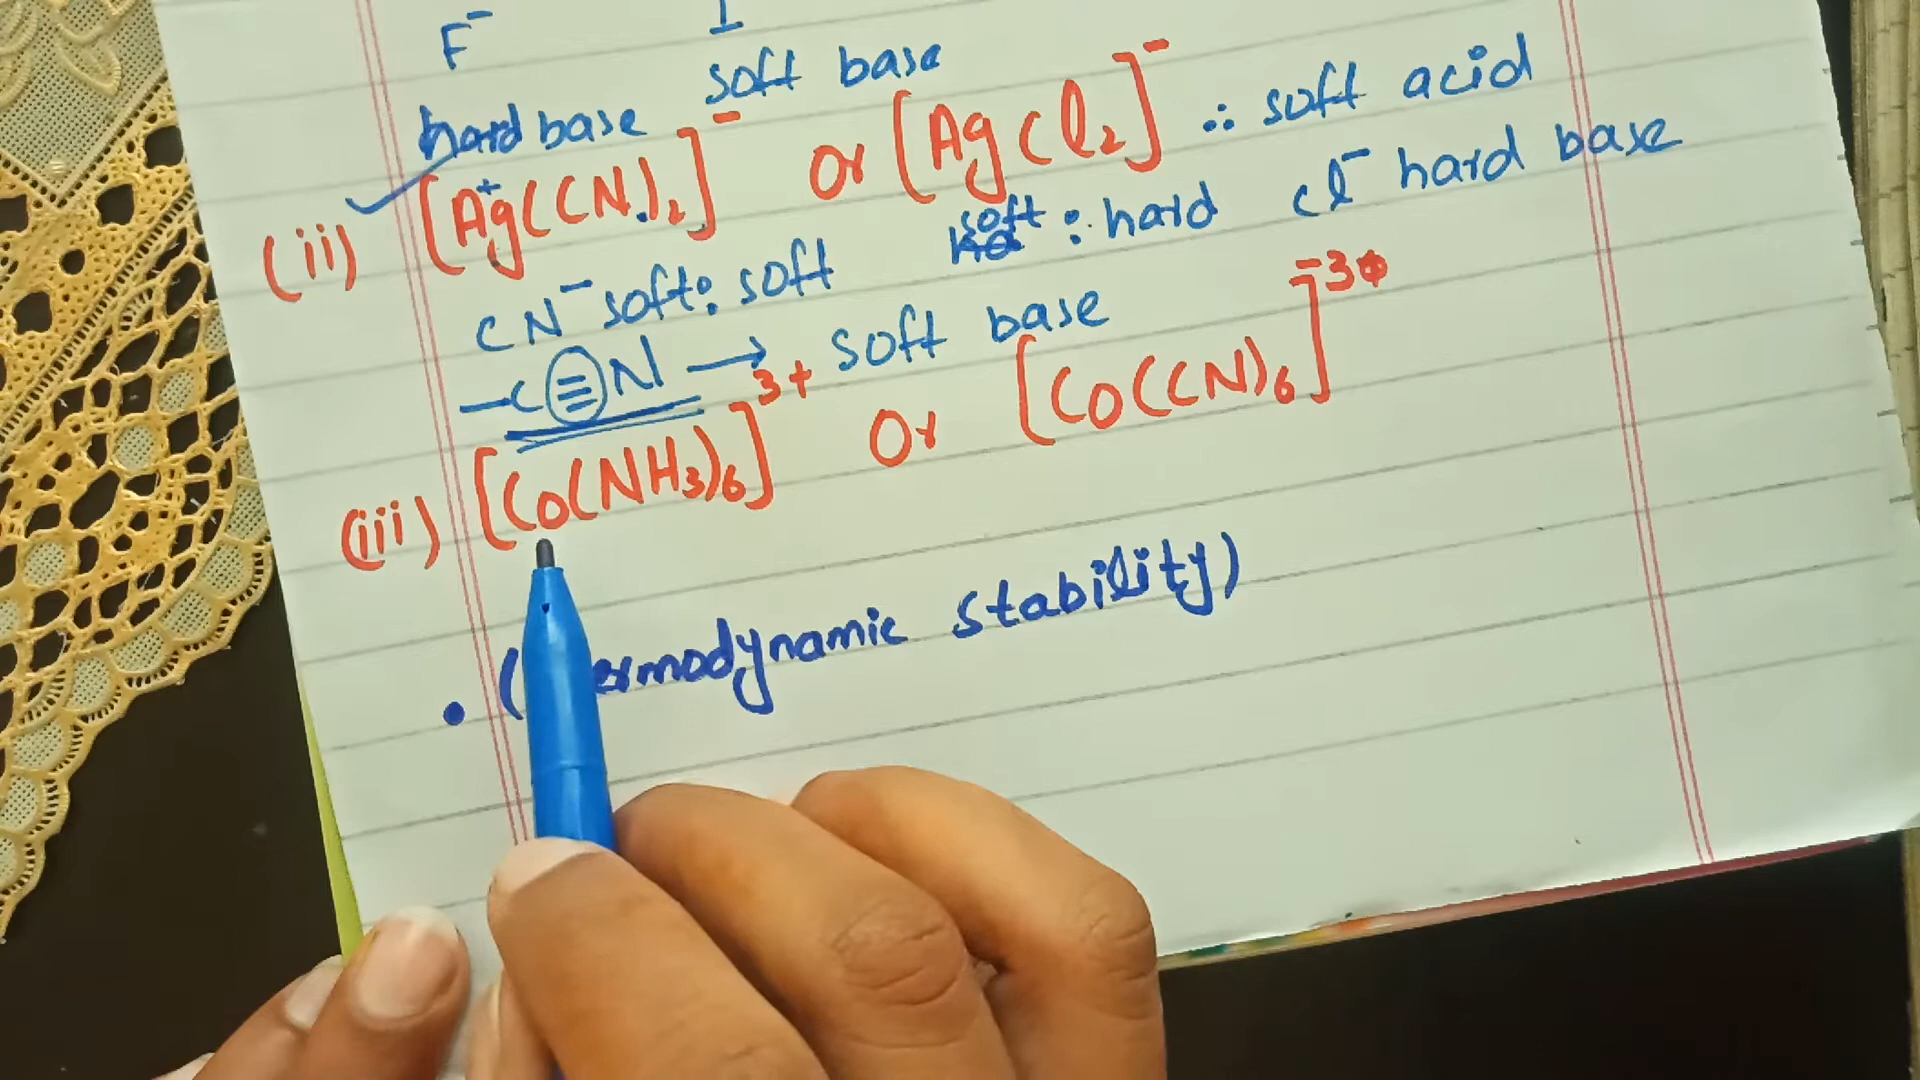 F⁻ I
hard base soft base
(ii) [Ag⁺(CN)₂]⁻ or [AgCl₂]⁻ ∴ soft acid
CN⁻ soft: soft soft : hard Cl⁻ hard base
–C≡N → soft base
(iii) [Co(NH₃)₆]³⁺ Or [Co(CN)₆]⁻³
• ( ermodynamic stability)